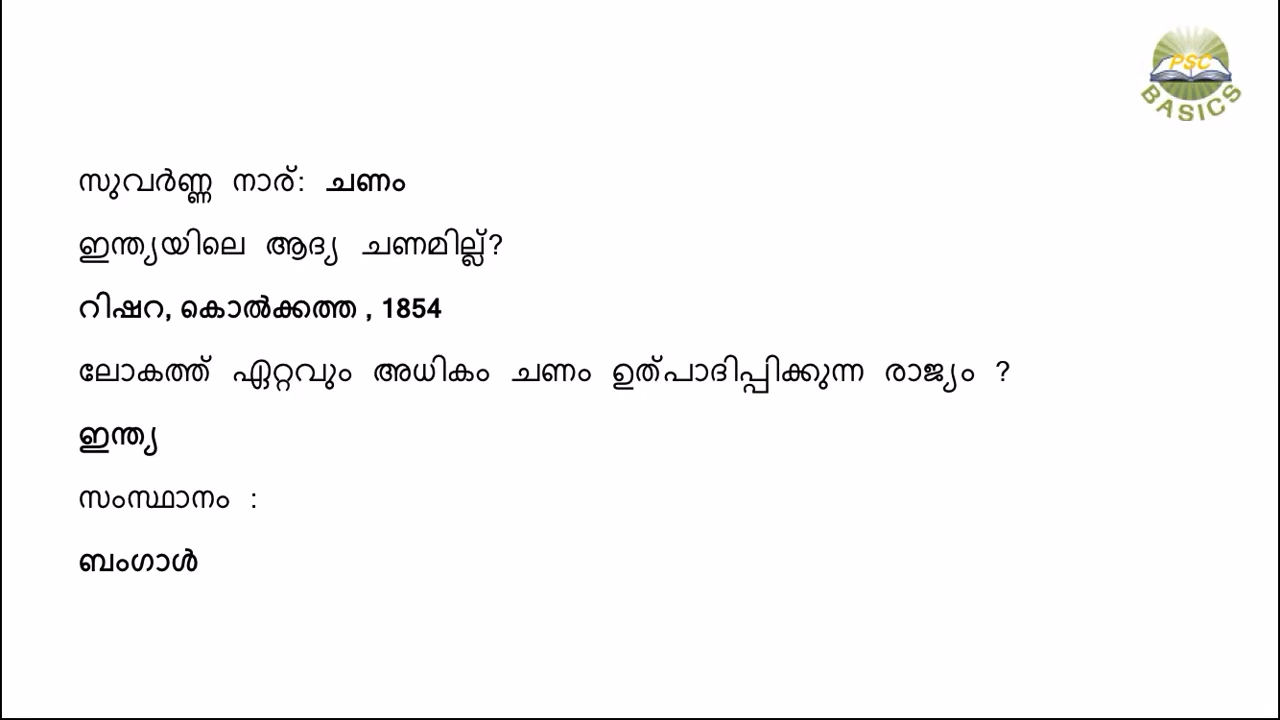 PSC
BASICS
സുവർണ്ണ നാര്: ചണം
ഇന്ത്യയിലെ ആദ്യ ചണമില്ല്?
റിഷറ, കൊൽക്കത്ത , 1854
ലോകത്ത് ഏറ്റവും അധികം ചണം ഉത്പാദിപ്പിക്കുന്ന രാജ്യം ?
ഇന്ത്യ
സംസ്ഥാനം :
ബംഗാൾ